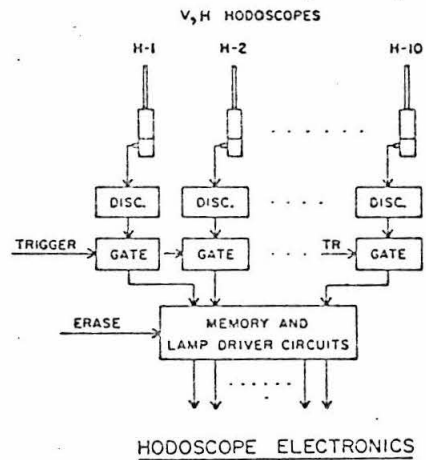 V, H HODOSCOPES
H-1 H-2 H-10
DISC. DISC. DISC.
TRIGGER GATE GATE TR GATE
ERASE MEMORY AND
LAMP DRIVER CIRCUITS
HODOSCOPE ELECTRONICS